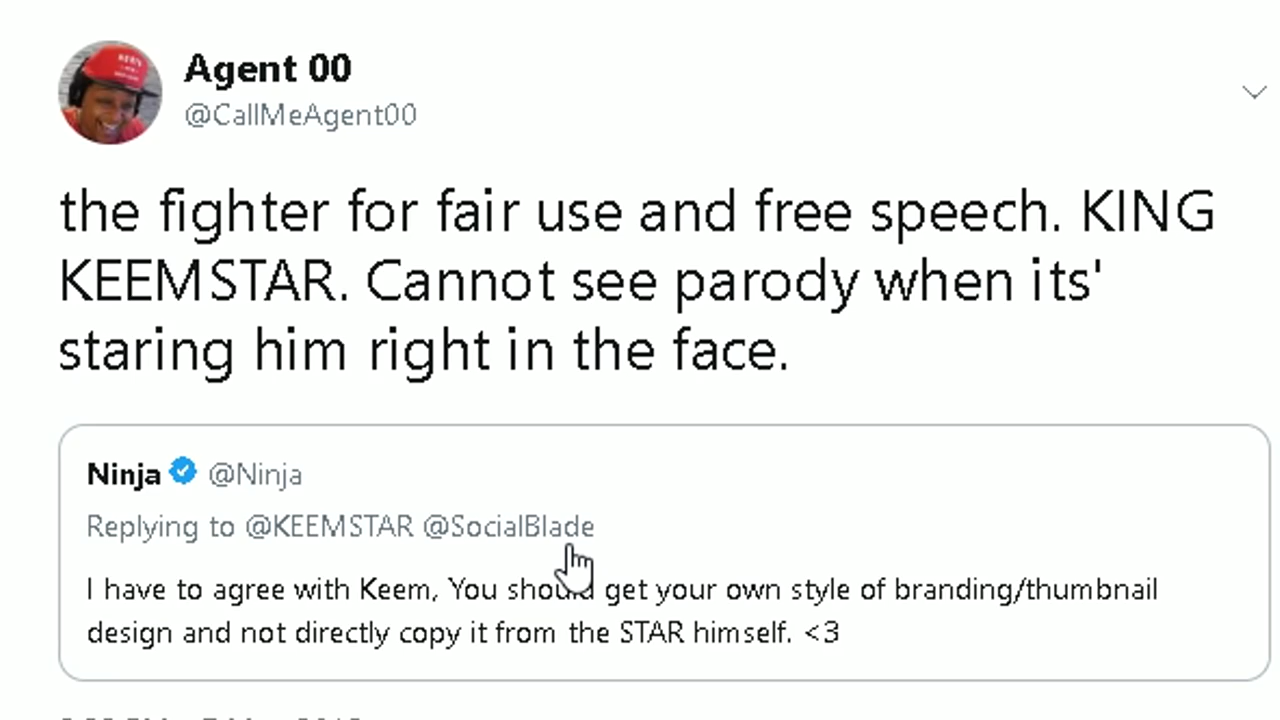 Agent 00
@CallMeAgent00
the fighter for fair use and free speech. KING
KEEMSTAR. Cannot see parody when its'
staring him right in the face.
Ninja @Ninja
Replying to @KEEMSTAR @SocialBlade
I have to agree with Keem, You should get your own style of branding/thumbnail
design and not directly copy it from the STAR himself. <3